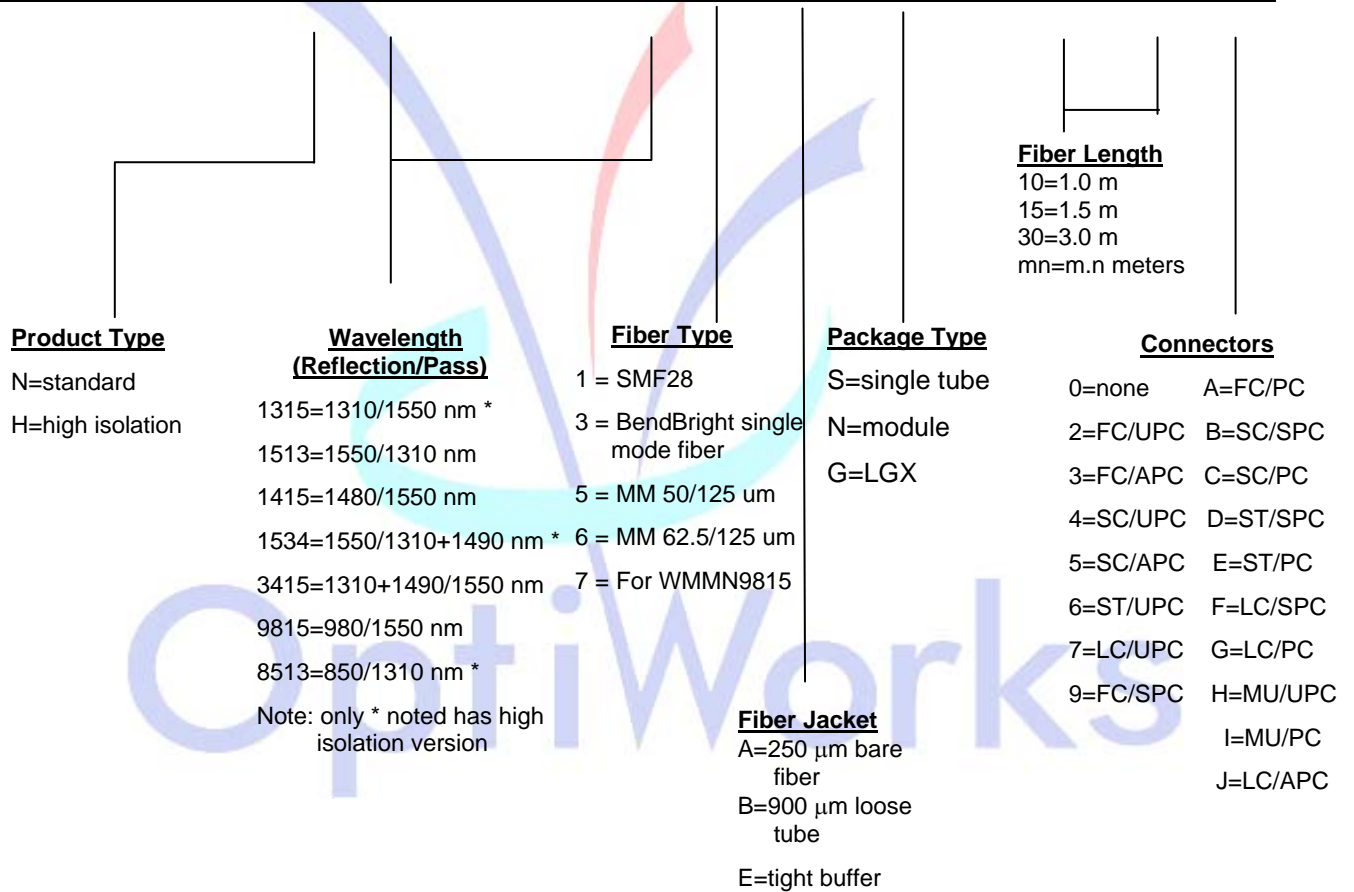 Fiber Length
10=1.0 m
15=1.5 m
30=3.0 m
mn=m.n meters
Product Type
N=standard
H=high isolation
Wavelength
(Reflection/Pass)
1315=1310/1550 nm *
1513=1550/1310 nm
1415=1480/1550 nm
1534=1550/1310+1490 nm *
3415=1310+1490/1550 nm
9815=980/1550 nm
8513=850/1310 nm *
Note: only * noted has high
isolation version
Fiber Type
1 = SMF28
3 = BendBright single
mode fiber
5 = MM 50/125 um
6 = MM 62.5/125 um
7 = For WMMN9815
Fiber Jacket
A=250 μm bare
fiber
B=900 μm loose
tube
E=tight buffer
Package Type
S=single tube
N=module
G=LGX
Connectors
0=none A=FC/PC
2=FC/UPC B=SC/SPC
3=FC/APC C=SC/PC
4=SC/UPC D=ST/SPC
5=SC/APC E=ST/PC
6=ST/UPC F=LC/SPC
7=LC/UPC G=LC/PC
9=FC/SPC H=MU/UPC
I=MU/PC
J=LC/APC
OptiWorks